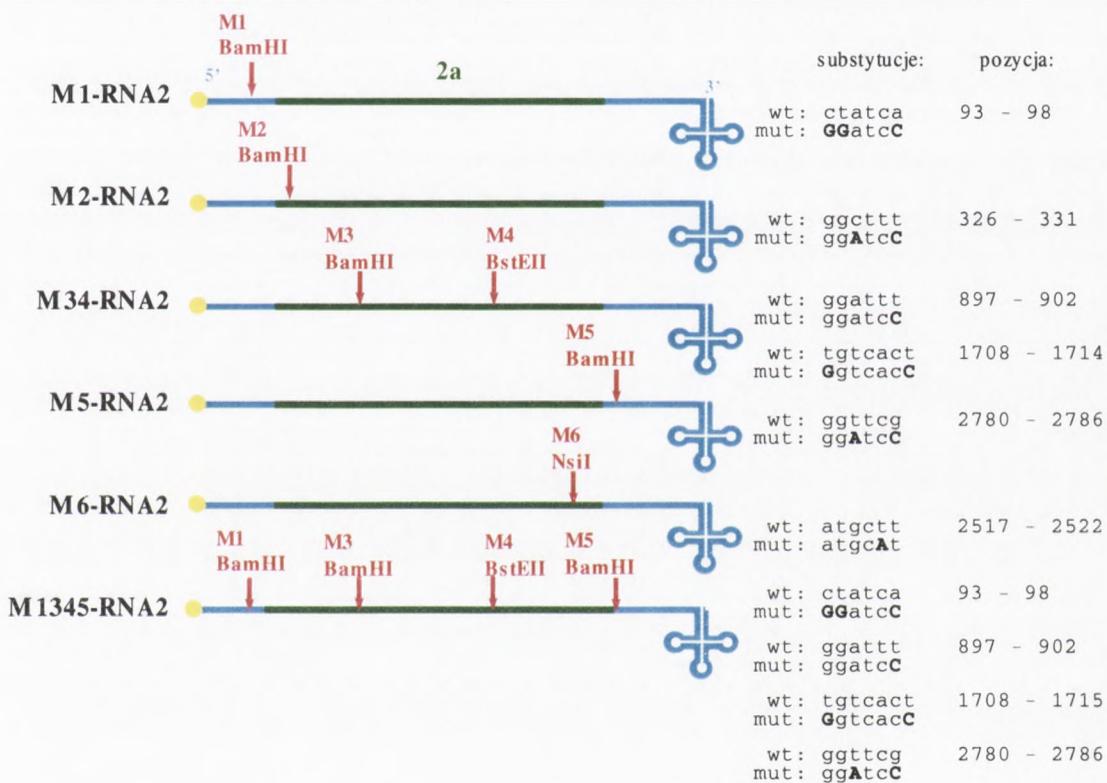 M1
BamHI
substytucje: pozycja:
5' 2a 3'
M1-RNA2
wt: ctatca 93 - 98
mut: GGatcC
M2
BamHI
M2-RNA2
wt: ggcttt 326 - 331
mut: ggAtcC
M3 M4
BamHI BstEII
M34-RNA2
wt: ggattt 897 - 902
mut: ggatcC
M5
BamHI
wt: tgtcact 1708 - 1714
mut: GgtcacC
M5-RNA2
wt: ggttcg 2780 - 2786
mut: ggAtcC
M6
NsiI
M6-RNA2
wt: atgctt 2517 - 2522
mut: atgcAt
M1 M3 M4 M5
BamHI BamHI BstEII BamHI
M1345-RNA2
wt: ctatca 93 - 98
mut: GGatcC
wt: ggattt 897 - 902
mut: ggatcC
wt: tgtcact 1708 - 1715
mut: GgtcacC
wt: ggttcg 2780 - 2786
mut: ggAtcC